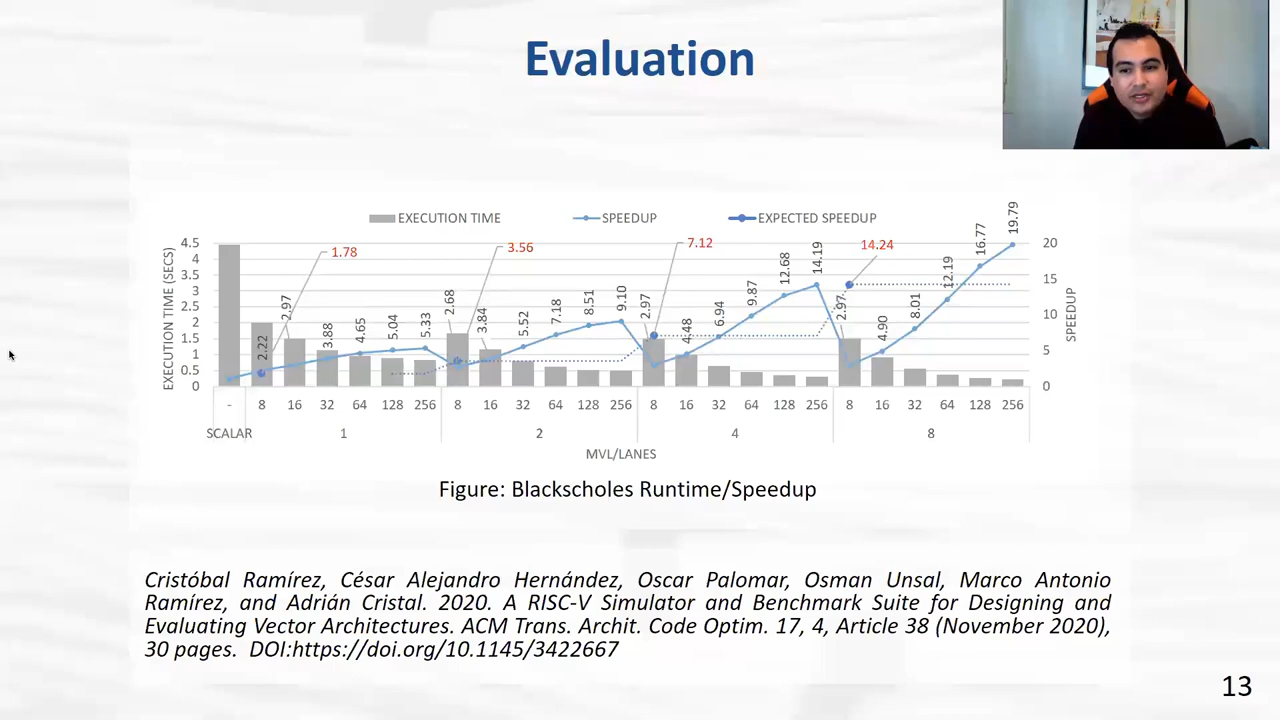 Evaluation
EXECUTION TIME SPEEDUP EXPECTED SPEEDUP
EXECUTION TIME (SECS)
4.5
4
3.5
3
2.5
2
1.5
1
0.5
0
1.78 3.56 7.12 14.24
2.22 2.97 3.88 4.65 5.04 5.33 2.68 3.84 5.52 7.18 8.51 9.10 2.97 4.48 6.94 9.87 12.68 14.19 2.97 4.90 8.01 12.19 16.77 19.79
20
15
10
5
0
SPEEDUP
- 8 16 32 64 128 256 8 16 32 64 128 256 8 16 32 64 128 256 8 16 32 64 128 256
SCALAR 1 2 4 8
MVL/LANES
Figure: Blackscholes Runtime/Speedup
Cristóbal Ramírez, César Alejandro Hernández, Oscar Palomar, Osman Unsal, Marco Antonio
Ramírez, and Adrián Cristal. 2020. A RISC-V Simulator and Benchmark Suite for Designing and
Evaluating Vector Architectures. ACM Trans. Archit. Code Optim. 17, 4, Article 38 (November 2020),
30 pages. DOI:https://doi.org/10.1145/3422667
13